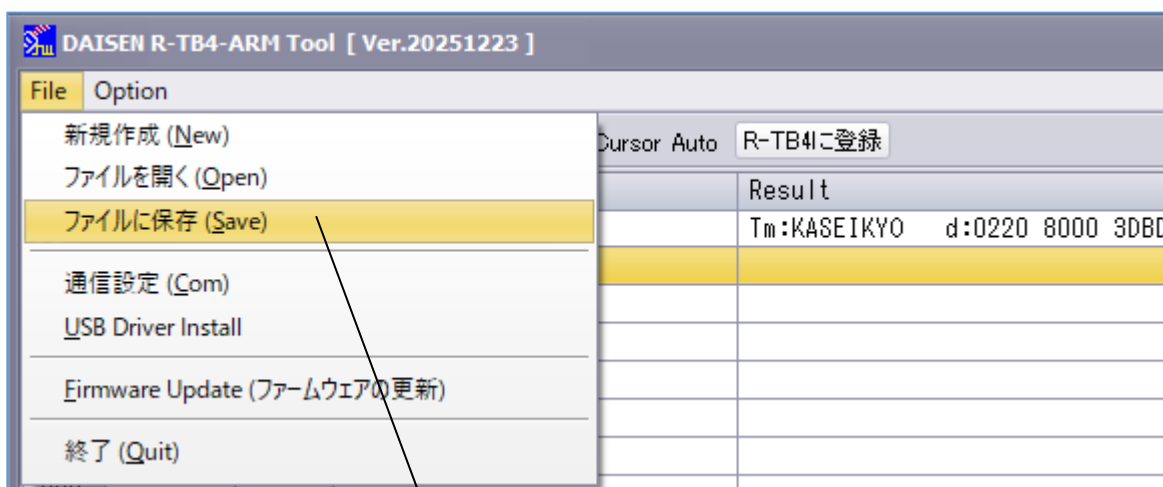 DAISEN R-TB4-ARM Tool [ Ver.20251223 ]
File Option
新規作成 (New)
ファイルを開く (Open)
ファイルに保存 (Save)
通信設定 (Com)
USB Driver Install
Firmware Update (ファームウェアの更新)
終了 (Quit)
Cursor Auto R-TB4に登録
Result
Tm:KASEIKYO d:0220 8000 3DBD